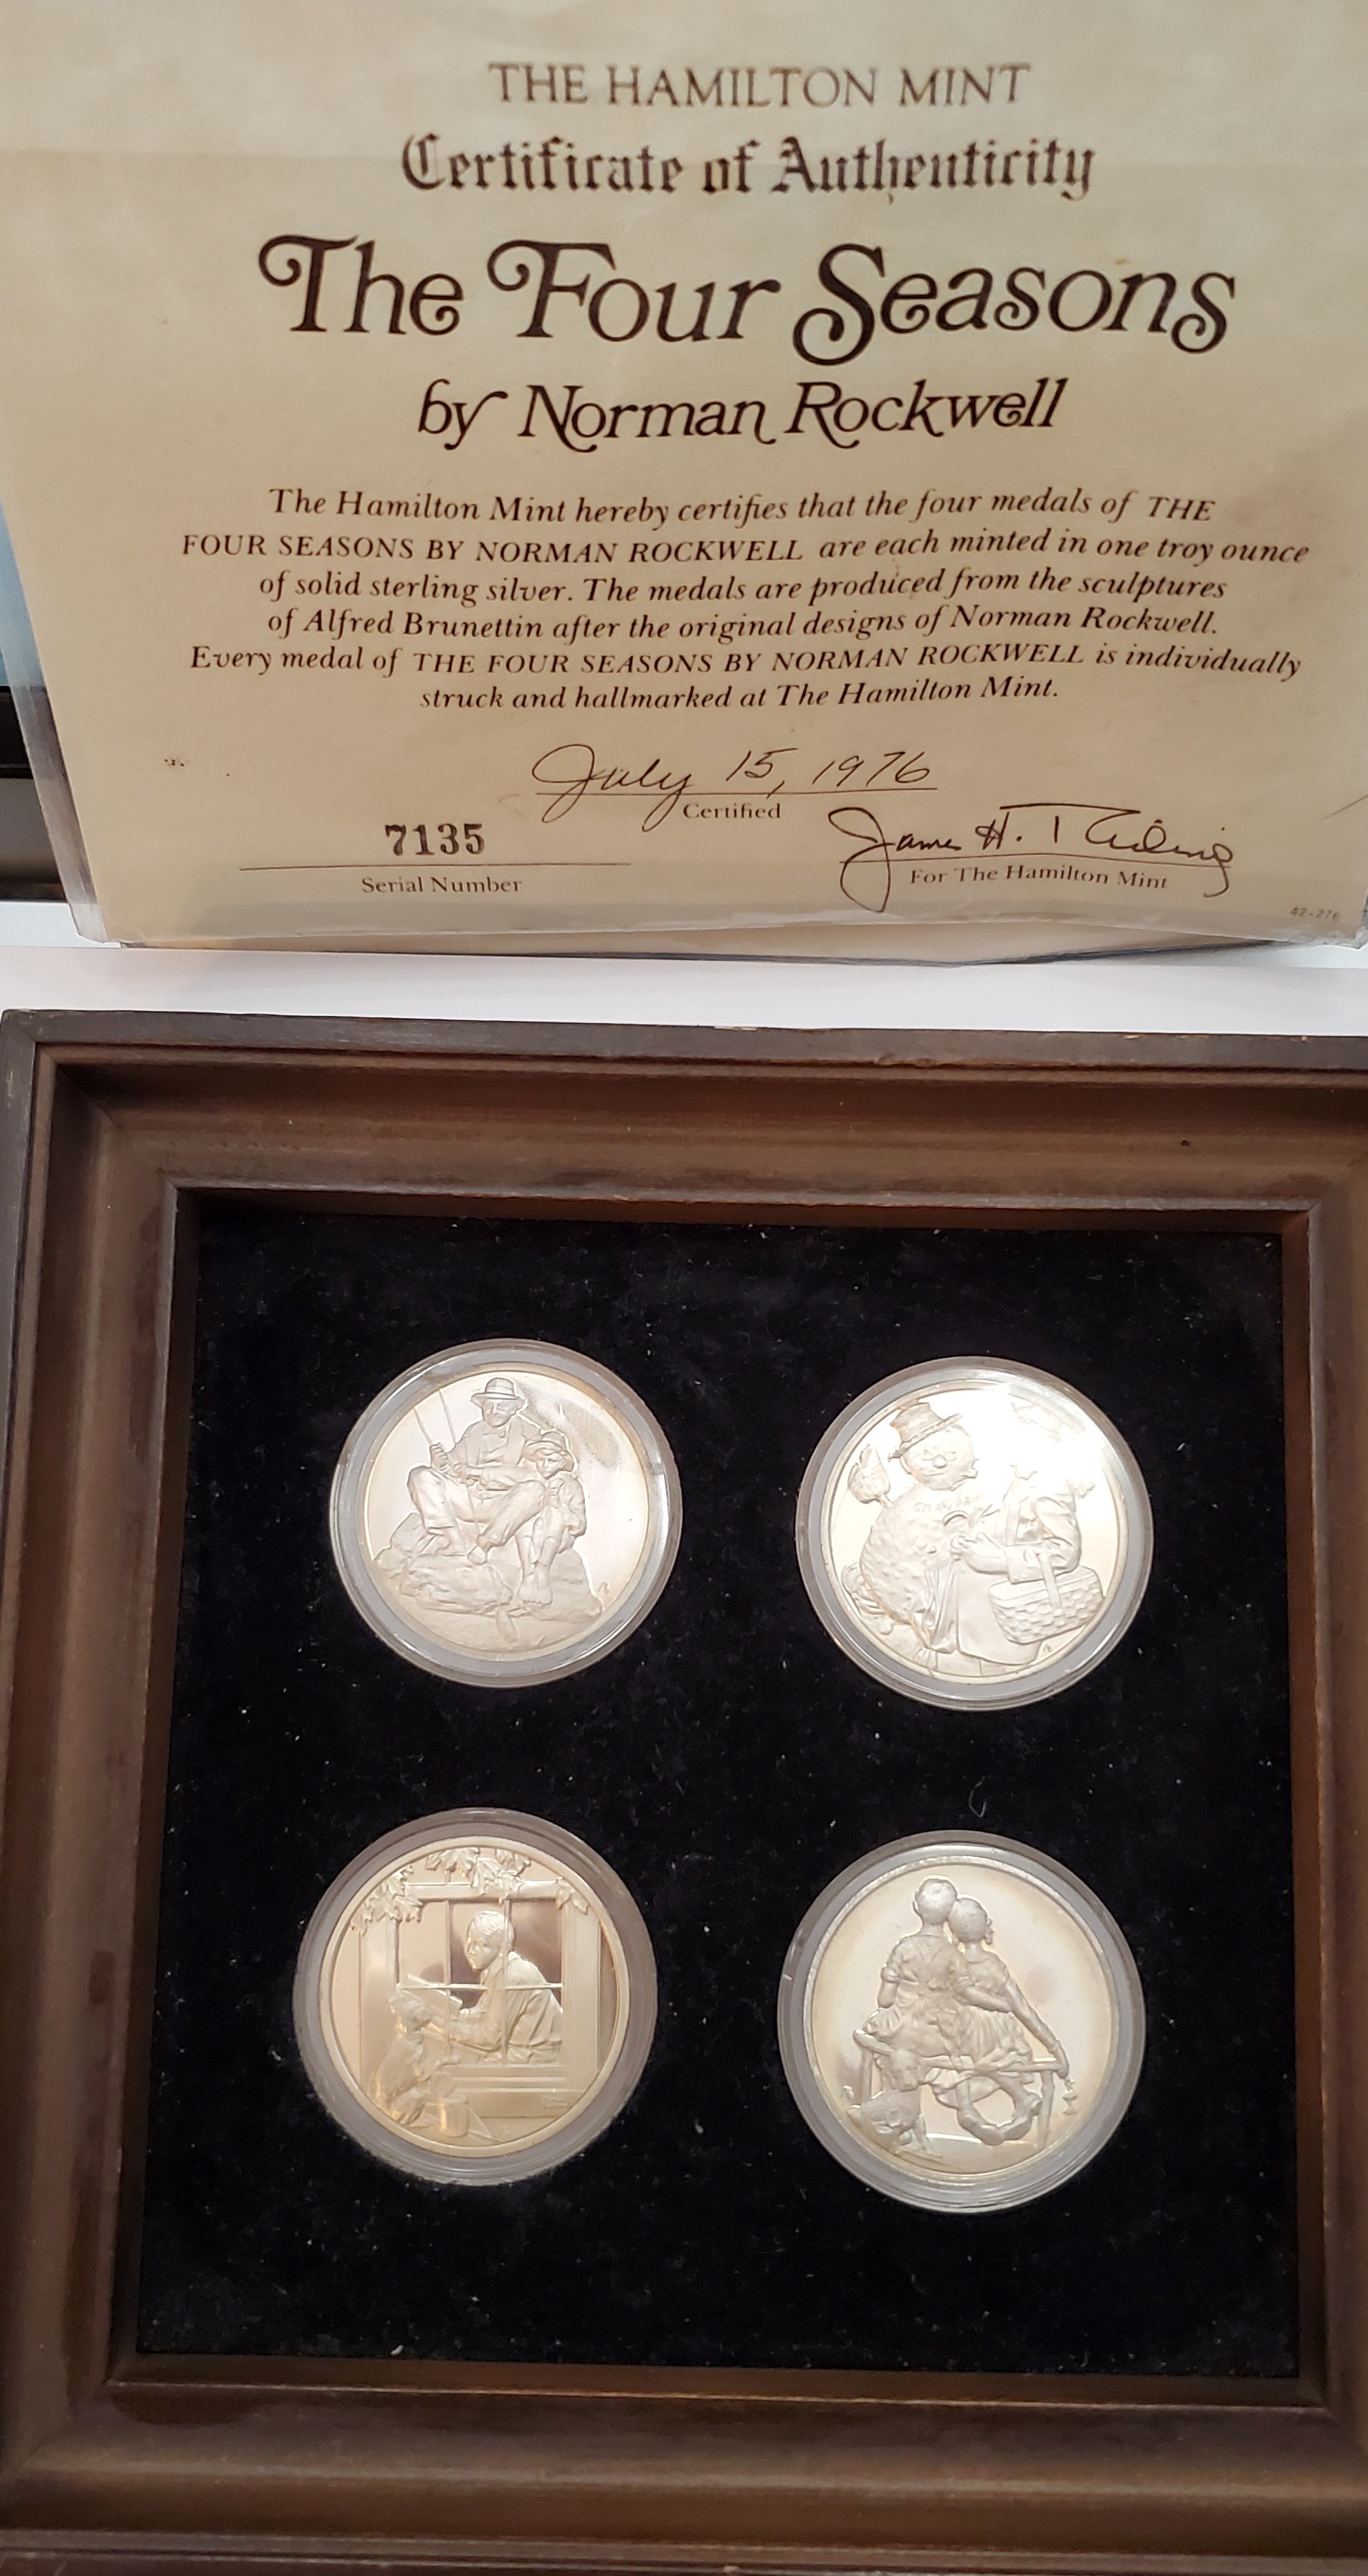 THE HAMILTON MINT
Certificate of Authenticity
The Four Seasons
by Norman Rockwell
The Hamilton Mint hereby certifies that the four medals of THE
FOUR SEASONS BY NORMAN ROCKWELL are each minted in one troy ounce
of solid sterling silver. The medals are produced from the sculptures
of Alfred Brunettin after the original designs of Norman Rockwell.
Every medal of THE FOUR SEASONS BY NORMAN ROCKWELL is individually
struck and hallmarked at The Hamilton Mint.
July 15, 1976
Certified
7135
Serial Number
James H.
For The Hamilton Mint
42-276
GRAMPA